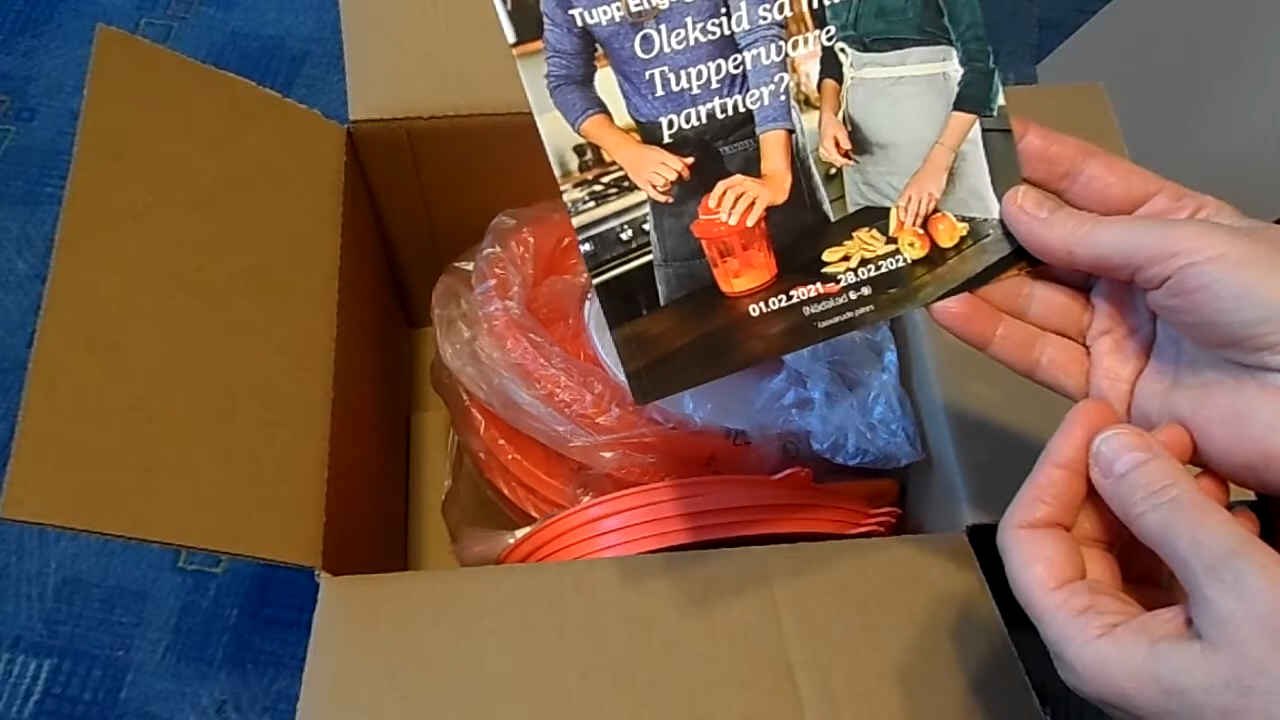 Oleksid sa
Tupperware
partner?
01.02.2021 – 28.02.2021
(Nädalad 6–9)